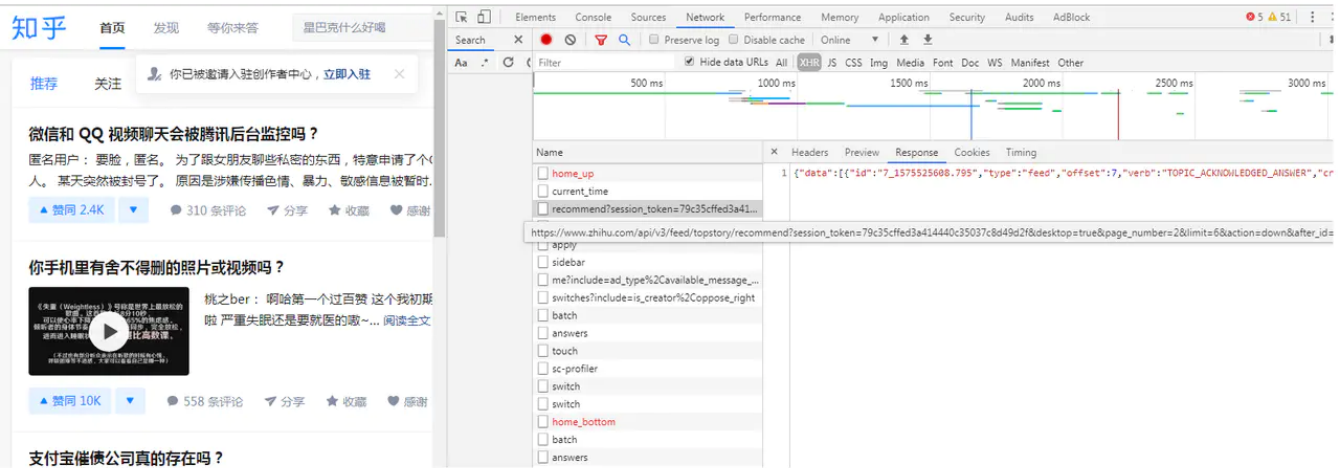 知乎
首页 发现 等你来答 星巴克什么好喝
你已被邀请入驻创作者中心，立即入驻
推荐 关注
微信和 QQ 视频聊天会被腾讯后台监控吗？
匿名用户： 要脸，匿名。 为了跟女朋友聊些私密的东西，特意申请了个
人。 某天突然被封号了。 原因是涉嫌传播色情、暴力、敏感信息被暂时.
赞同 2.4K 310 条评论 分享 收藏 感谢
你手机里有舍不得删的照片或视频吗？
桃之ber： 啊哈第一个过百赞 这个我初期
啦 严重失眠还是要就医的嗷~... 阅读全文
赞同 10K 558 条评论 分享 收藏 感谢
支付宝催债公司真的存在吗？
Elements Console Sources Network Performance Memory Application Security Audits AdBlock 5 51
Search Preserve log Disable cache Online
Aa .* Filter Hide data URLs All XHR JS CSS Img Media Font Doc WS Manifest Other
500 ms 1000 ms 1500 ms 2000 ms 2500 ms 3000 ms
Name
home_up
current_time
recommend?session_token=79c35cffed3a41...
https://www.zhihu.com/api/v3/feed/topstory/recommend?session_token=79c35cffed3a414440c35037c8d49d2f&desktop=true&page_number=2&limit=6&action=down&after_id=
apply
sidebar
me?include=ad_type%2Cavailable_message_...
switches?include=is_creator%2Coppose_right
batch
answers
touch
sc-profiler
switch
switch
home_bottom
batch
answers
Headers Preview Response Cookies Timing
1 {"data":[{"id":"7_1575525608.795","type":"feed","offset":7,"verb":"TOPIC_ACKNOWLEDGED_ANSWER","cr